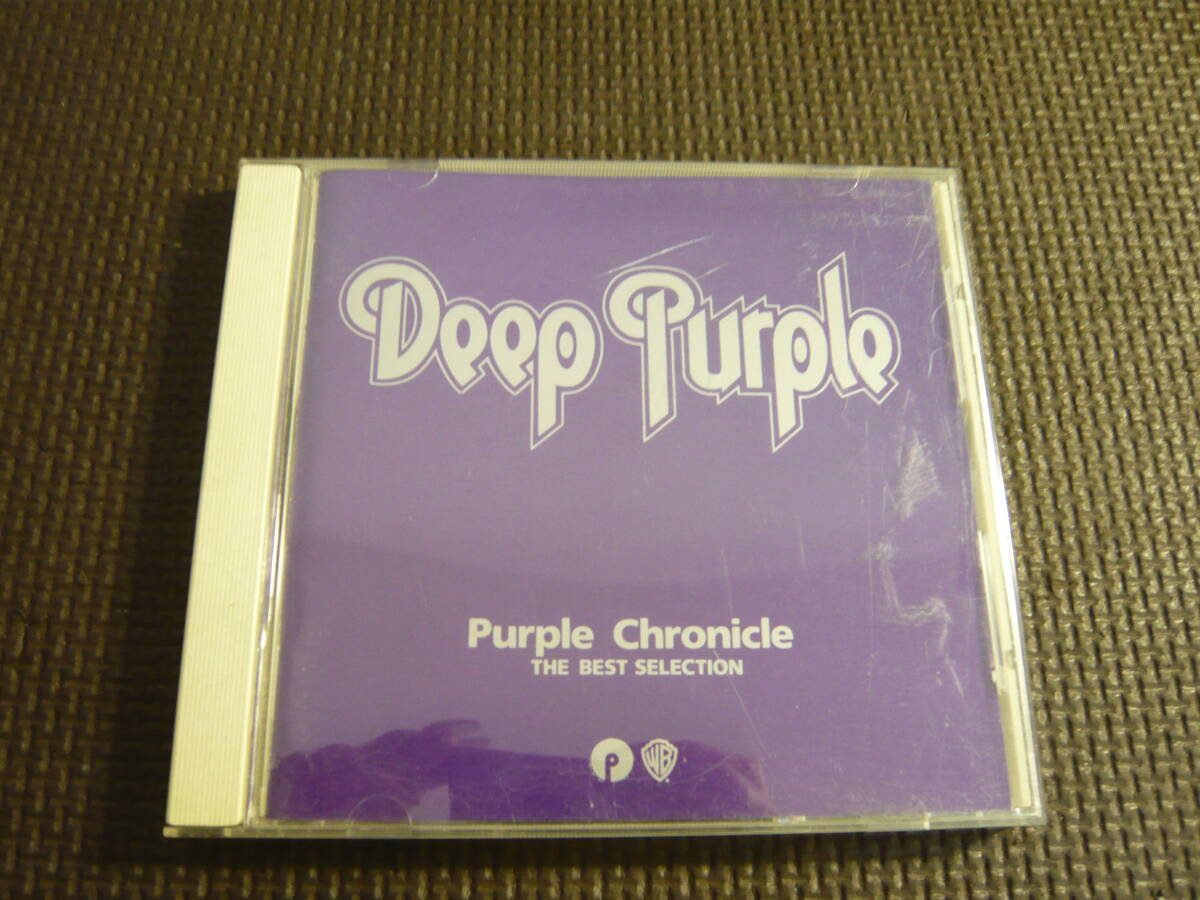 Deep Purple
Purple Chronicle
THE BEST SELECTION
P WB